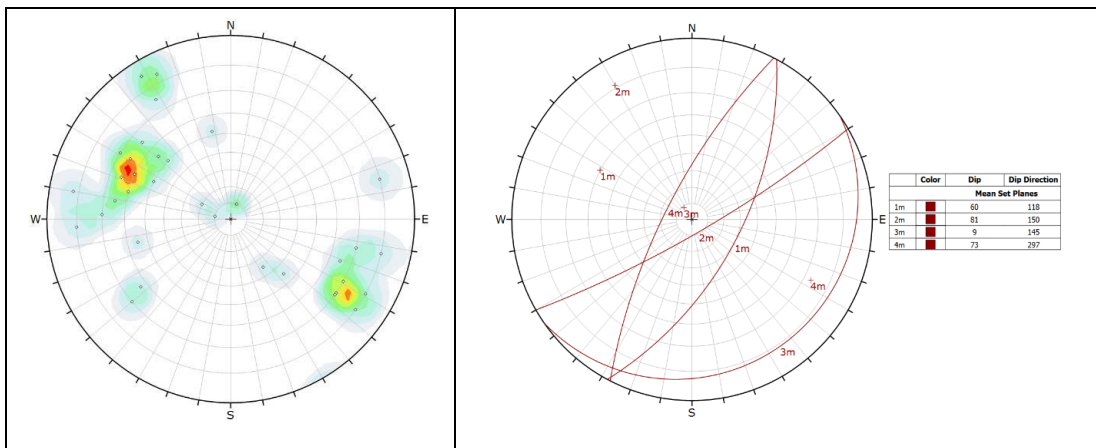 N
W
E
S
N
2m
1m
4m 3m
W
E
2m
1m
4m
3m
S
Color Dip Dip Direction
Mean Set Planes
1m 60 118
2m 81 150
3m 9 145
4m 73 297